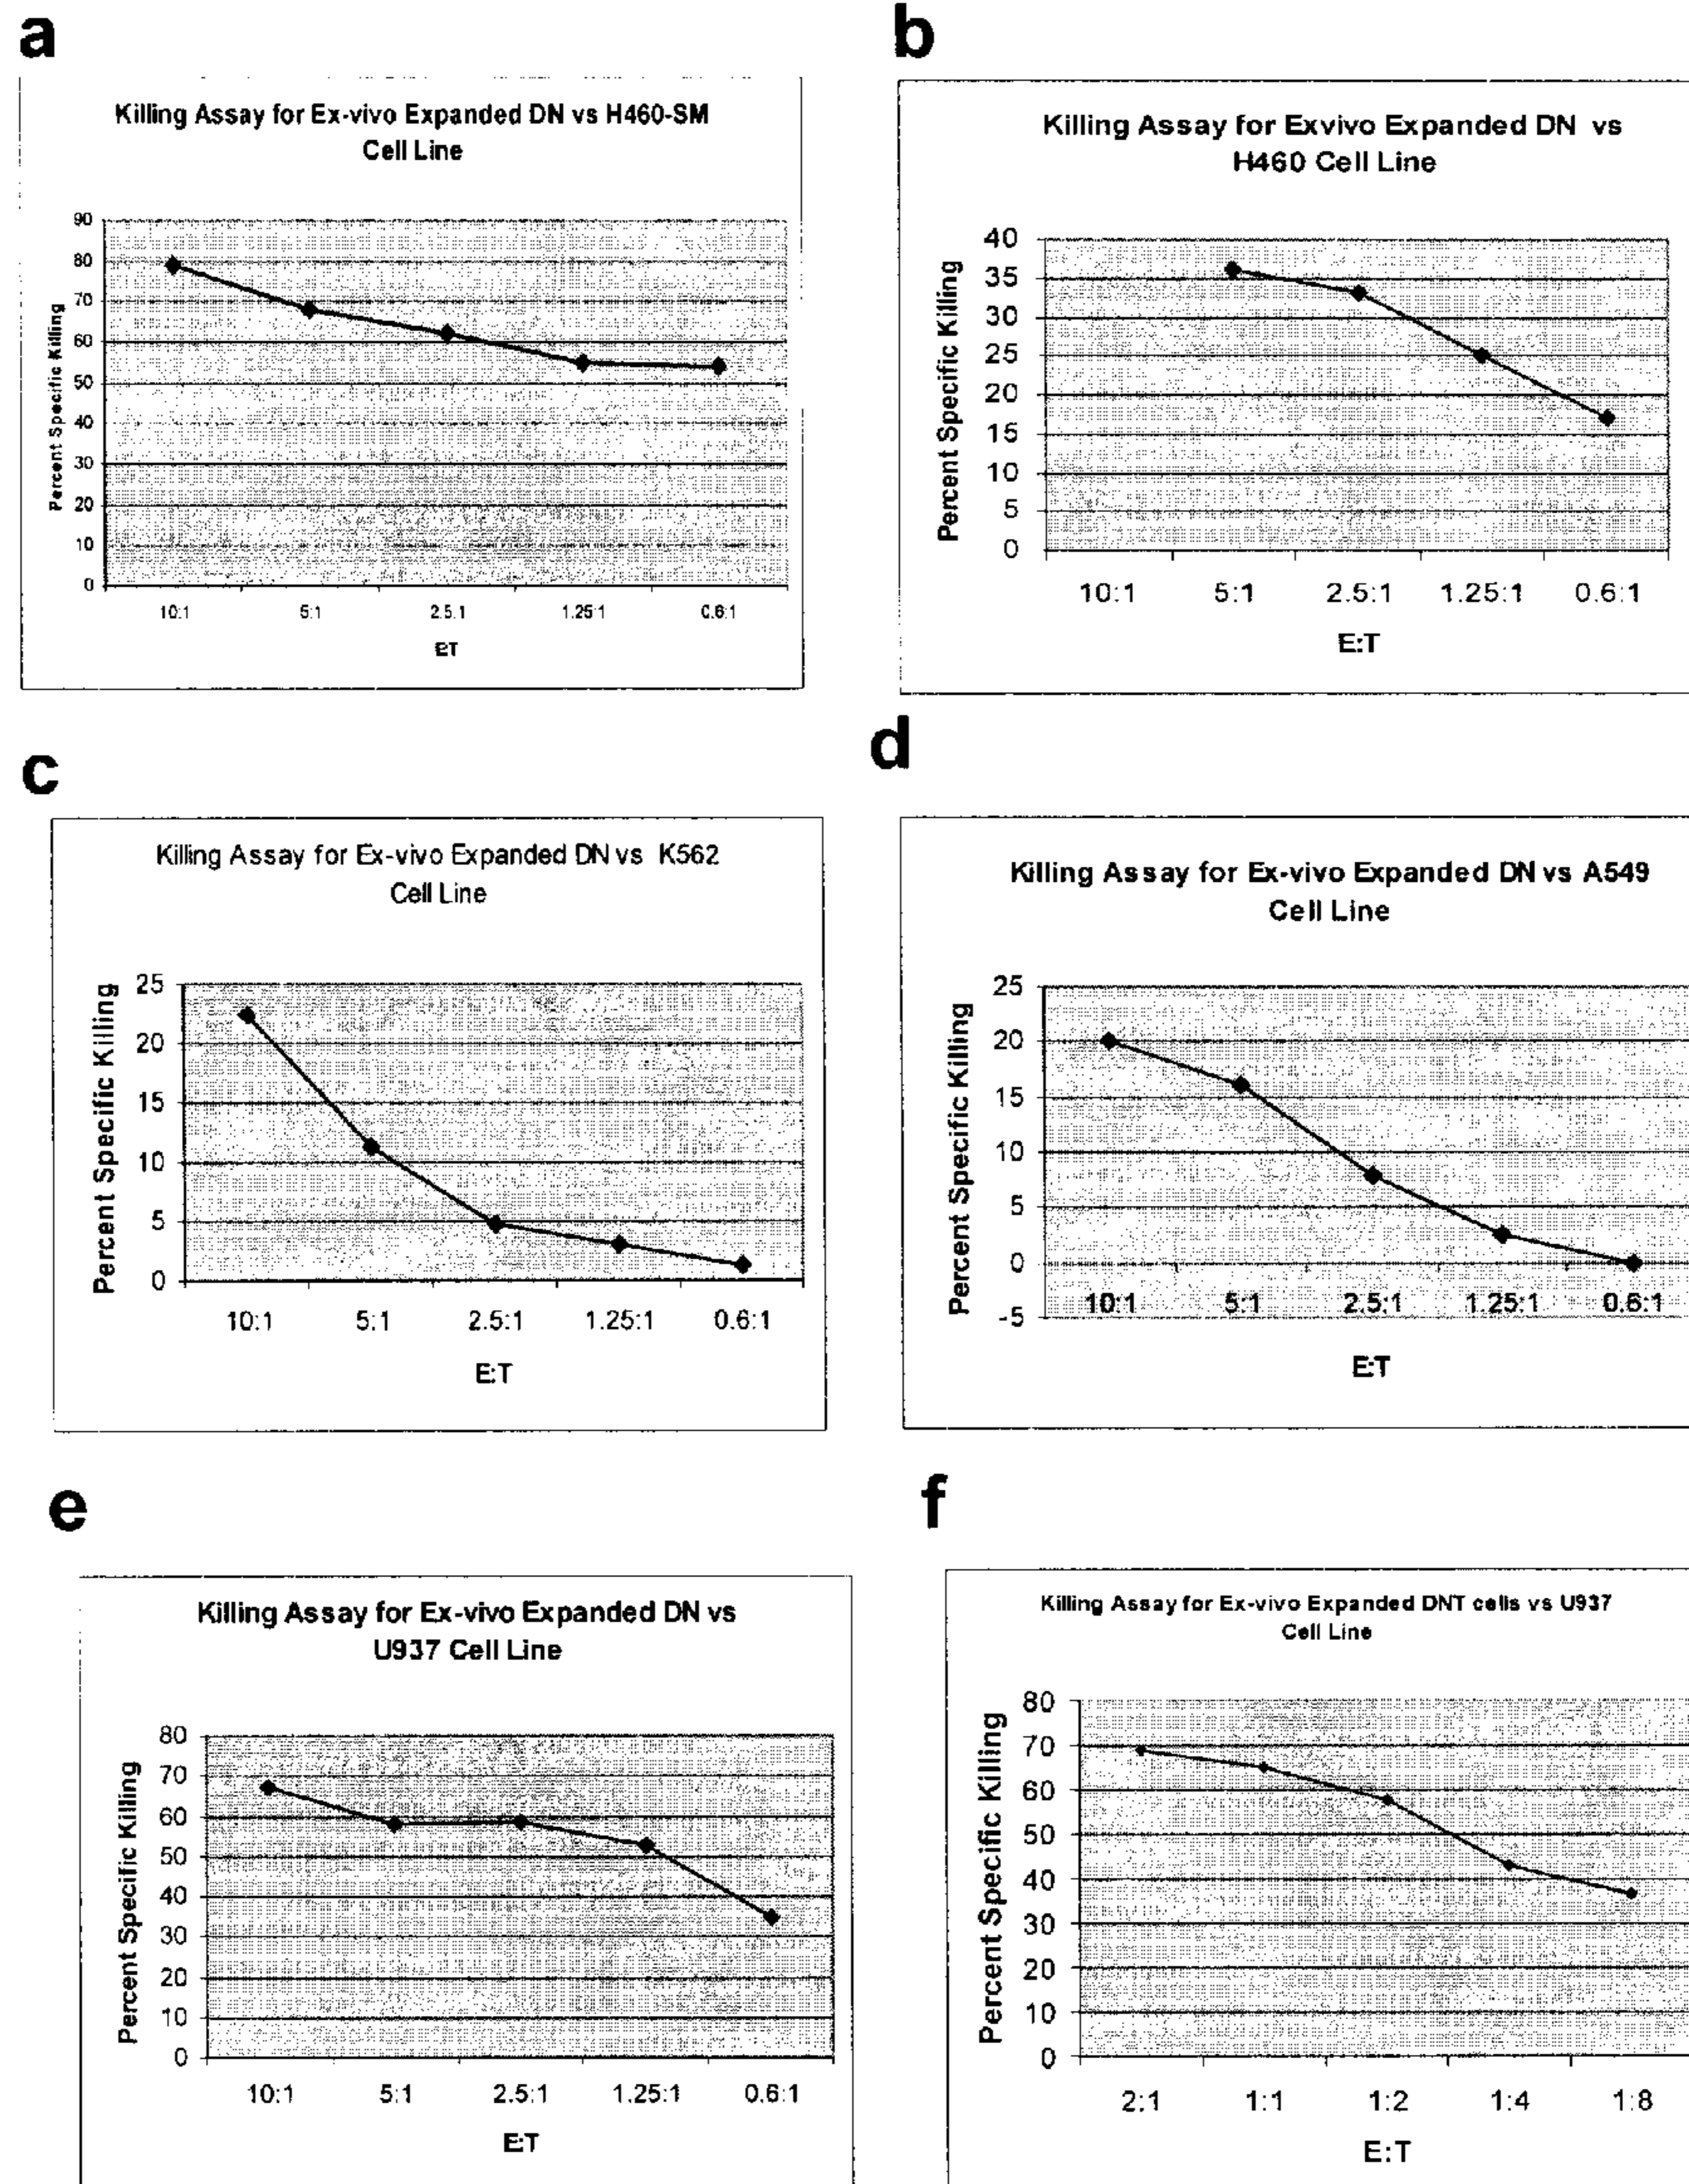 a
Killing Assay for Ex-vivo Expanded DN vs H460-SM
Cell Line
Percent Specific Killing
90
80
70
60
50
40
30
20
10
0
10:1 5:1 2.5:1 1.25:1 0.6:1
E:T
b
Killing Assay for Exvivo Expanded DN vs
H460 Cell Line
Percent Specific Killing
40
35
30
25
20
15
10
5
0
10:1 5:1 2.5:1 1.25:1 0.6:1
E:T
c
Killing Assay for Ex-vivo Expanded DN vs K562
Cell Line
Percent Specific Killing
25
20
15
10
5
0
10:1 5:1 2.5:1 1.25:1 0.6:1
E:T
d
Killing Assay for Ex-vivo Expanded DN vs A549
Cell Line
Percent Specific Killing
25
20
15
10
5
0
-5
10:1 5:1 2.5:1 1.25:1 0.6:1
E:T
e
Killing Assay for Ex-vivo Expanded DN vs
U937 Cell Line
Percent Specific Killing
80
70
60
50
40
30
20
10
0
10:1 5:1 2.5:1 1.25:1 0.6:1
E:T
f
Killing Assay for Ex-vivo Expanded DNT cells vs U937
Cell Line
Percent Specific Killing
80
70
60
50
40
30
20
10
0
2:1 1:1 1:2 1:4 1:8
E:T